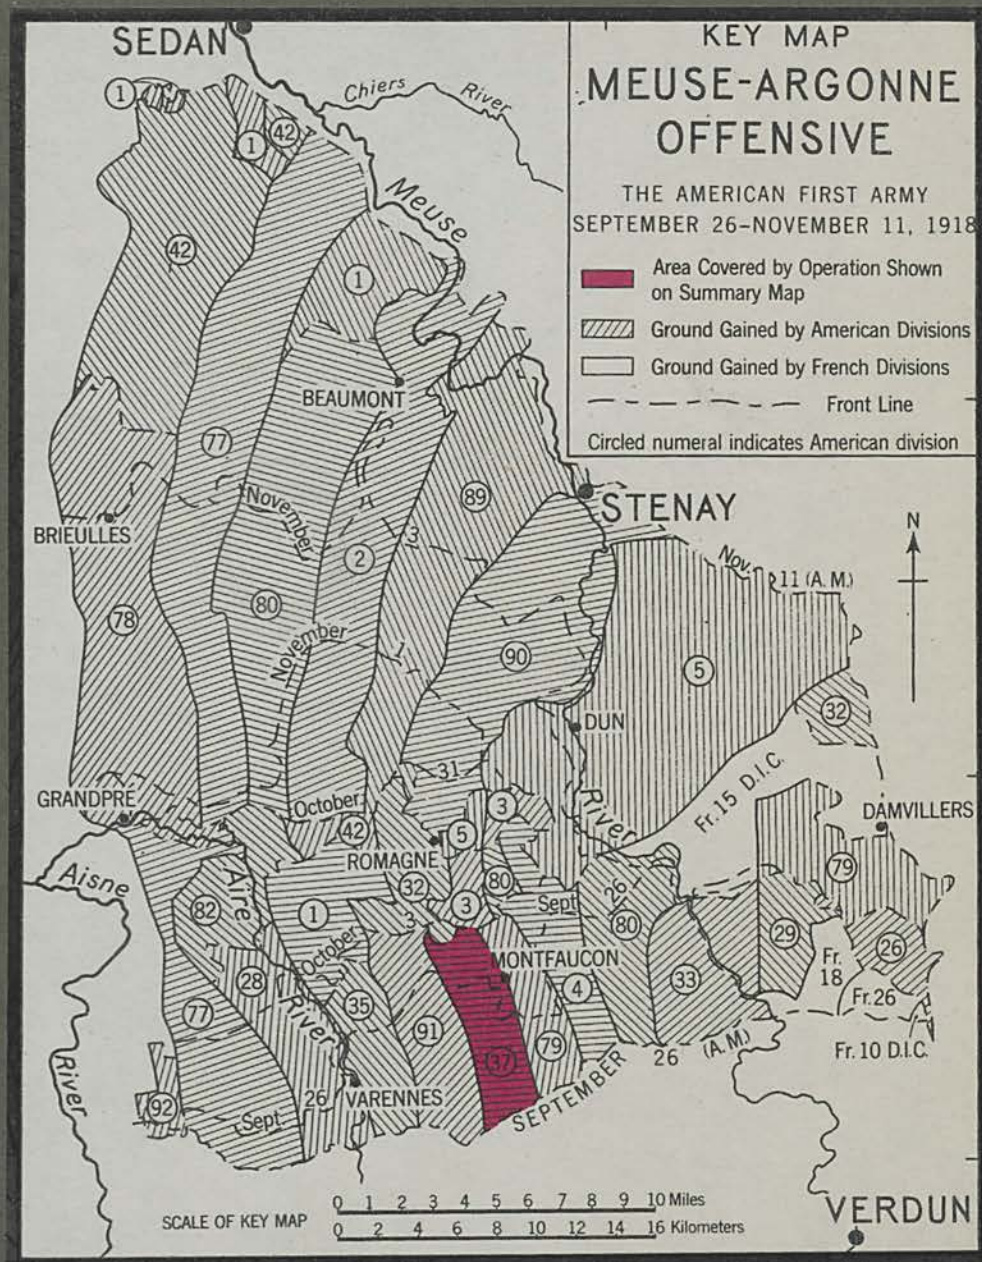 KEY MAP
MEUSE-ARGONNE
OFFENSIVE
THE AMERICAN FIRST ARMY
SEPTEMBER 26–NOVEMBER 11, 1918
Area Covered by Operation Shown
on Summary Map
Ground Gained by American Divisions
Ground Gained by French Divisions
Front Line
Circled numeral indicates American division
SEDAN
Chiers River
1
1
42
Meuse
42
1
BEAUMONT
77
89
STENAY
N
BRIEULLES
November 3
2
Nov. 11 (A.M.)
80
78
November 1
90
5
32
DUN
31
Fr. 15 D.I.C.
GRANDPRE
October
3
River
DAMVILLERS
42
5
ROMAGNE
Aisne
Aire
32
80
79
82
1
3
Sept. 26
80
29
26
October 3
MONTFAUCON
Fr.
18
28
4
33
Fr. 26
River
35
77
91
79
37
26 (A.M.)
Fr. 10 D.I.C.
River
VARENNES
92
Sept. 26
SEPTEMBER
0 1 2 3 4 5 6 7 8 9 10 Miles
SCALE OF KEY MAP
0 2 4 6 8 10 12 14 16 Kilometers
VERDUN